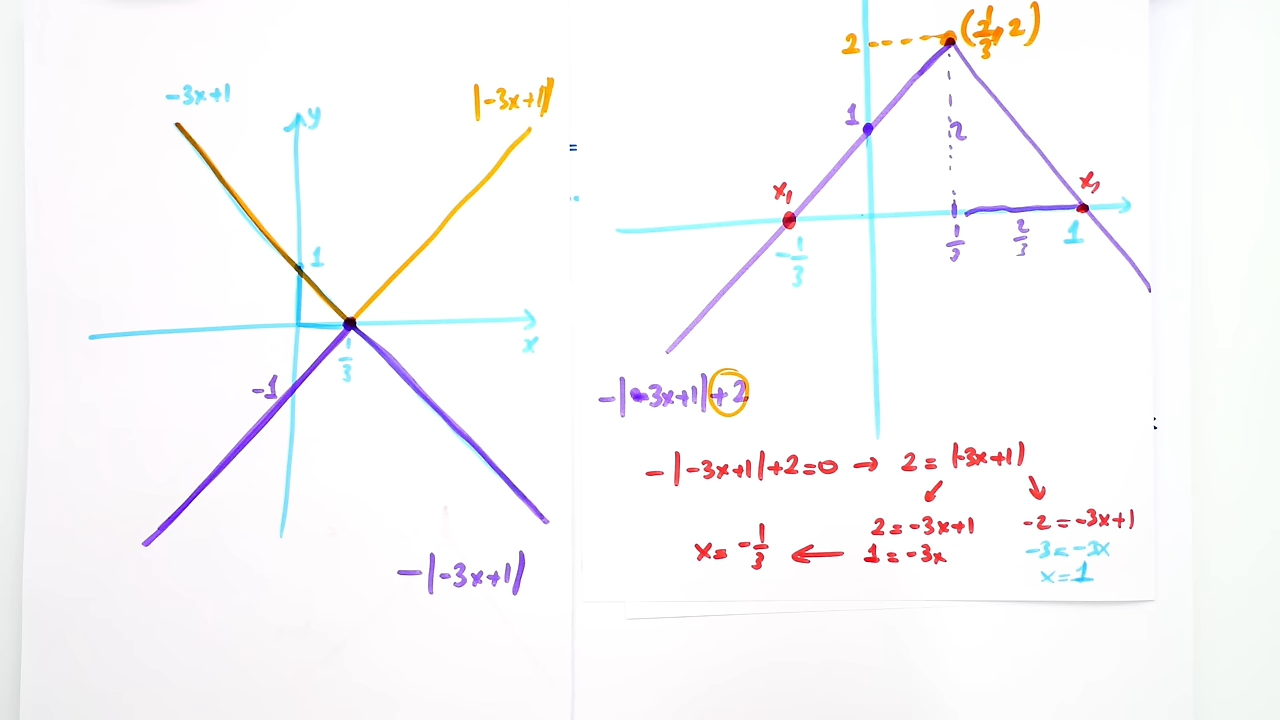 -3x+1
|-3x+1|
y
1
x
1/3
-1
-|-3x+1|
=
2
(1/3, 2)
1
2
x₁
x₁
-1/3
1/3
2/3
1
-|-3x+1|+2
-|-3x+1|+2=0 → 2 = |-3x+1|
2=-3x+1
-2=-3x+1
x=-1/3 ← 1=-3x
-3=-3x
x=1